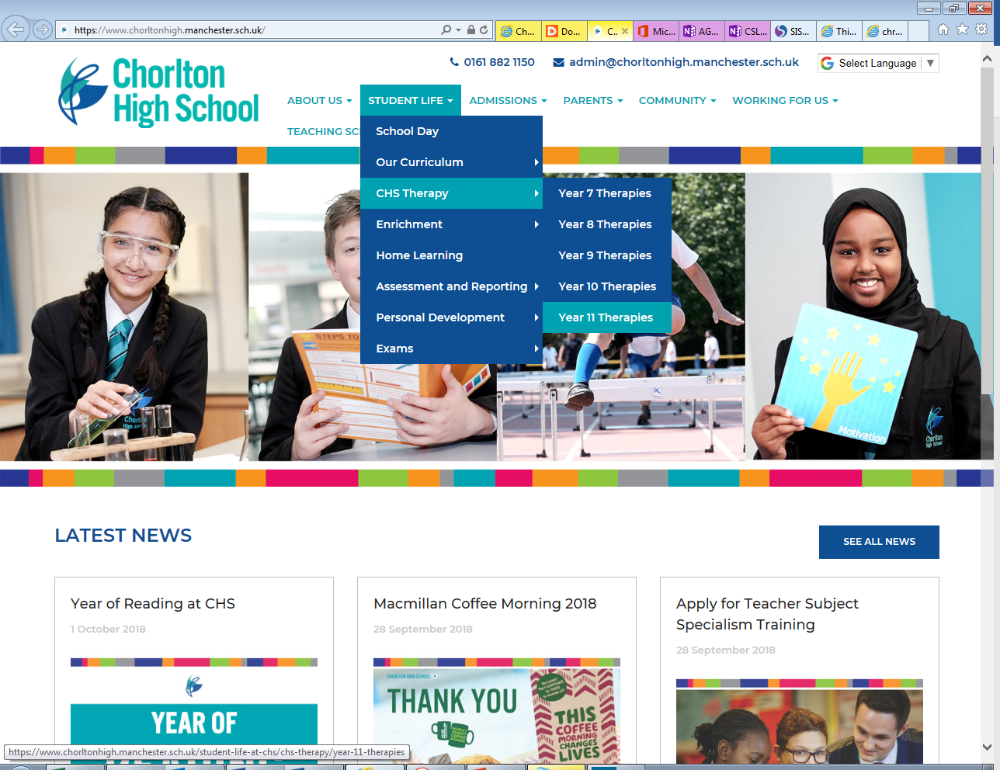 https://www.chorltonhigh.manchester.sch.uk/
Ch...
Do...
C...
Mic...
AG...
CSL...
SIS...
Thi...
chr...
Chorlton
High School
0161 882 1150
admin@chorltonhigh.manchester.sch.uk
Select Language
ABOUT US
STUDENT LIFE
ADMISSIONS
PARENTS
COMMUNITY
WORKING FOR US
TEACHING SC
School Day
Our Curriculum
CHS Therapy
Enrichment
Home Learning
Assessment and Reporting
Personal Development
Exams
Year 7 Therapies
Year 8 Therapies
Year 9 Therapies
Year 10 Therapies
Year 11 Therapies
STEPS TO
Motivation
Chorlton
High School
LATEST NEWS
SEE ALL NEWS
Year of Reading at CHS
1 October 2018
YEAR OF
Macmillan Coffee Morning 2018
28 September 2018
CHORLTON HIGH SCHOOL
THANK YOU
THIS
COFFEE
MORNING
CHANGES
LIVES
Apply for Teacher Subject
Specialism Training
28 September 2018
https://www.chorltonhigh.manchester.sch.uk/student-life-at-chs/chs-therapy/year-11-therapies